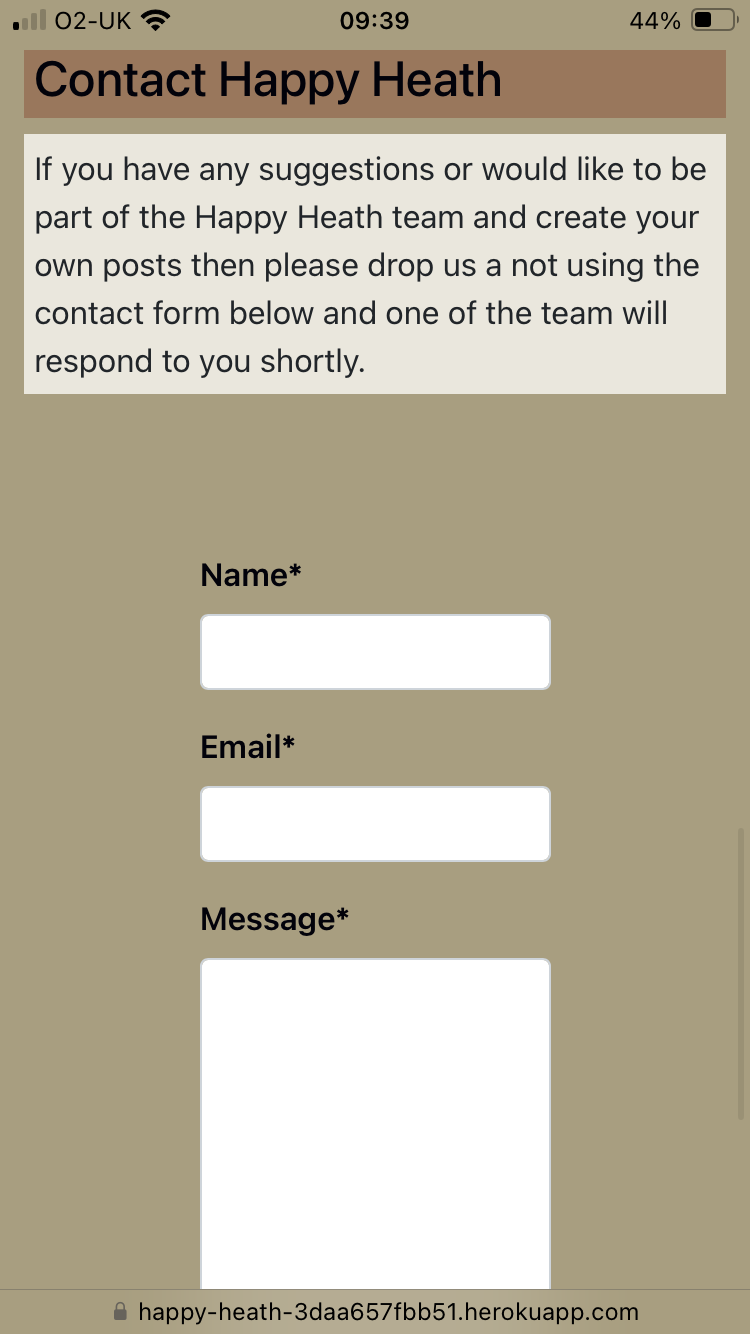 O2-UK 09:39 44%
Contact Happy Heath
If you have any suggestions or would like to be
part of the Happy Heath team and create your
own posts then please drop us a not using the
contact form below and one of the team will
respond to you shortly.
Name*
Email*
Message*
happy-heath-3daa657fbb51.herokuapp.com